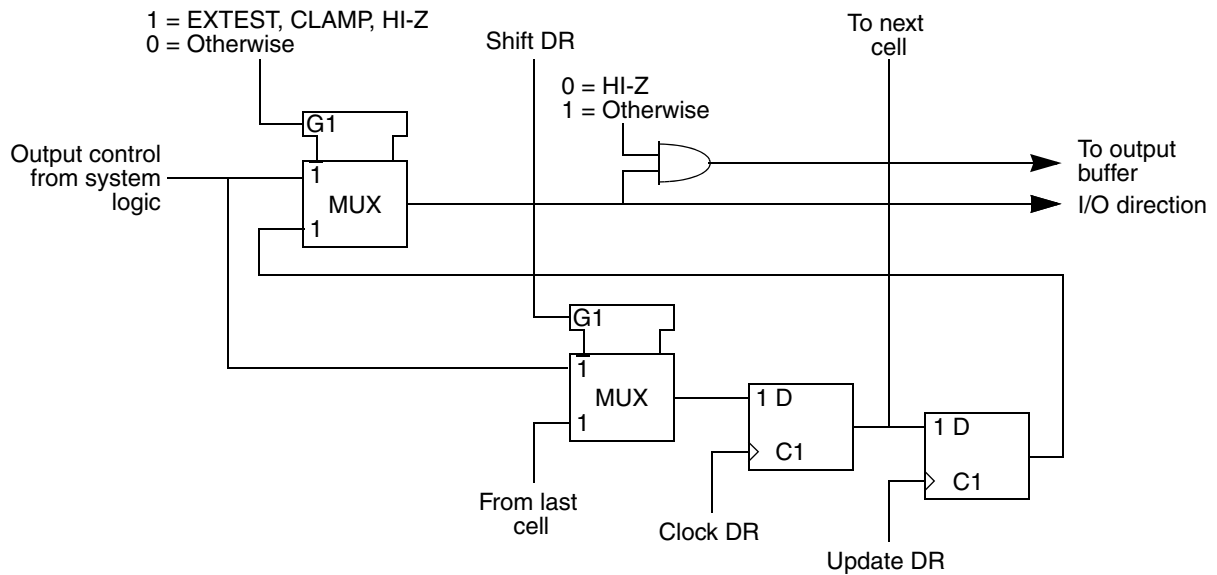 1 = EXTEST, CLAMP, HI-Z
0 = Otherwise
Shift DR
To next
cell
0 = HI-Z
1 = Otherwise
G1
Output control
from system
logic
1
MUX
1
To output
buffer
I/O direction
G1
1
MUX
1
1 D
C1
1 D
C1
From last
cell
Clock DR
Update DR